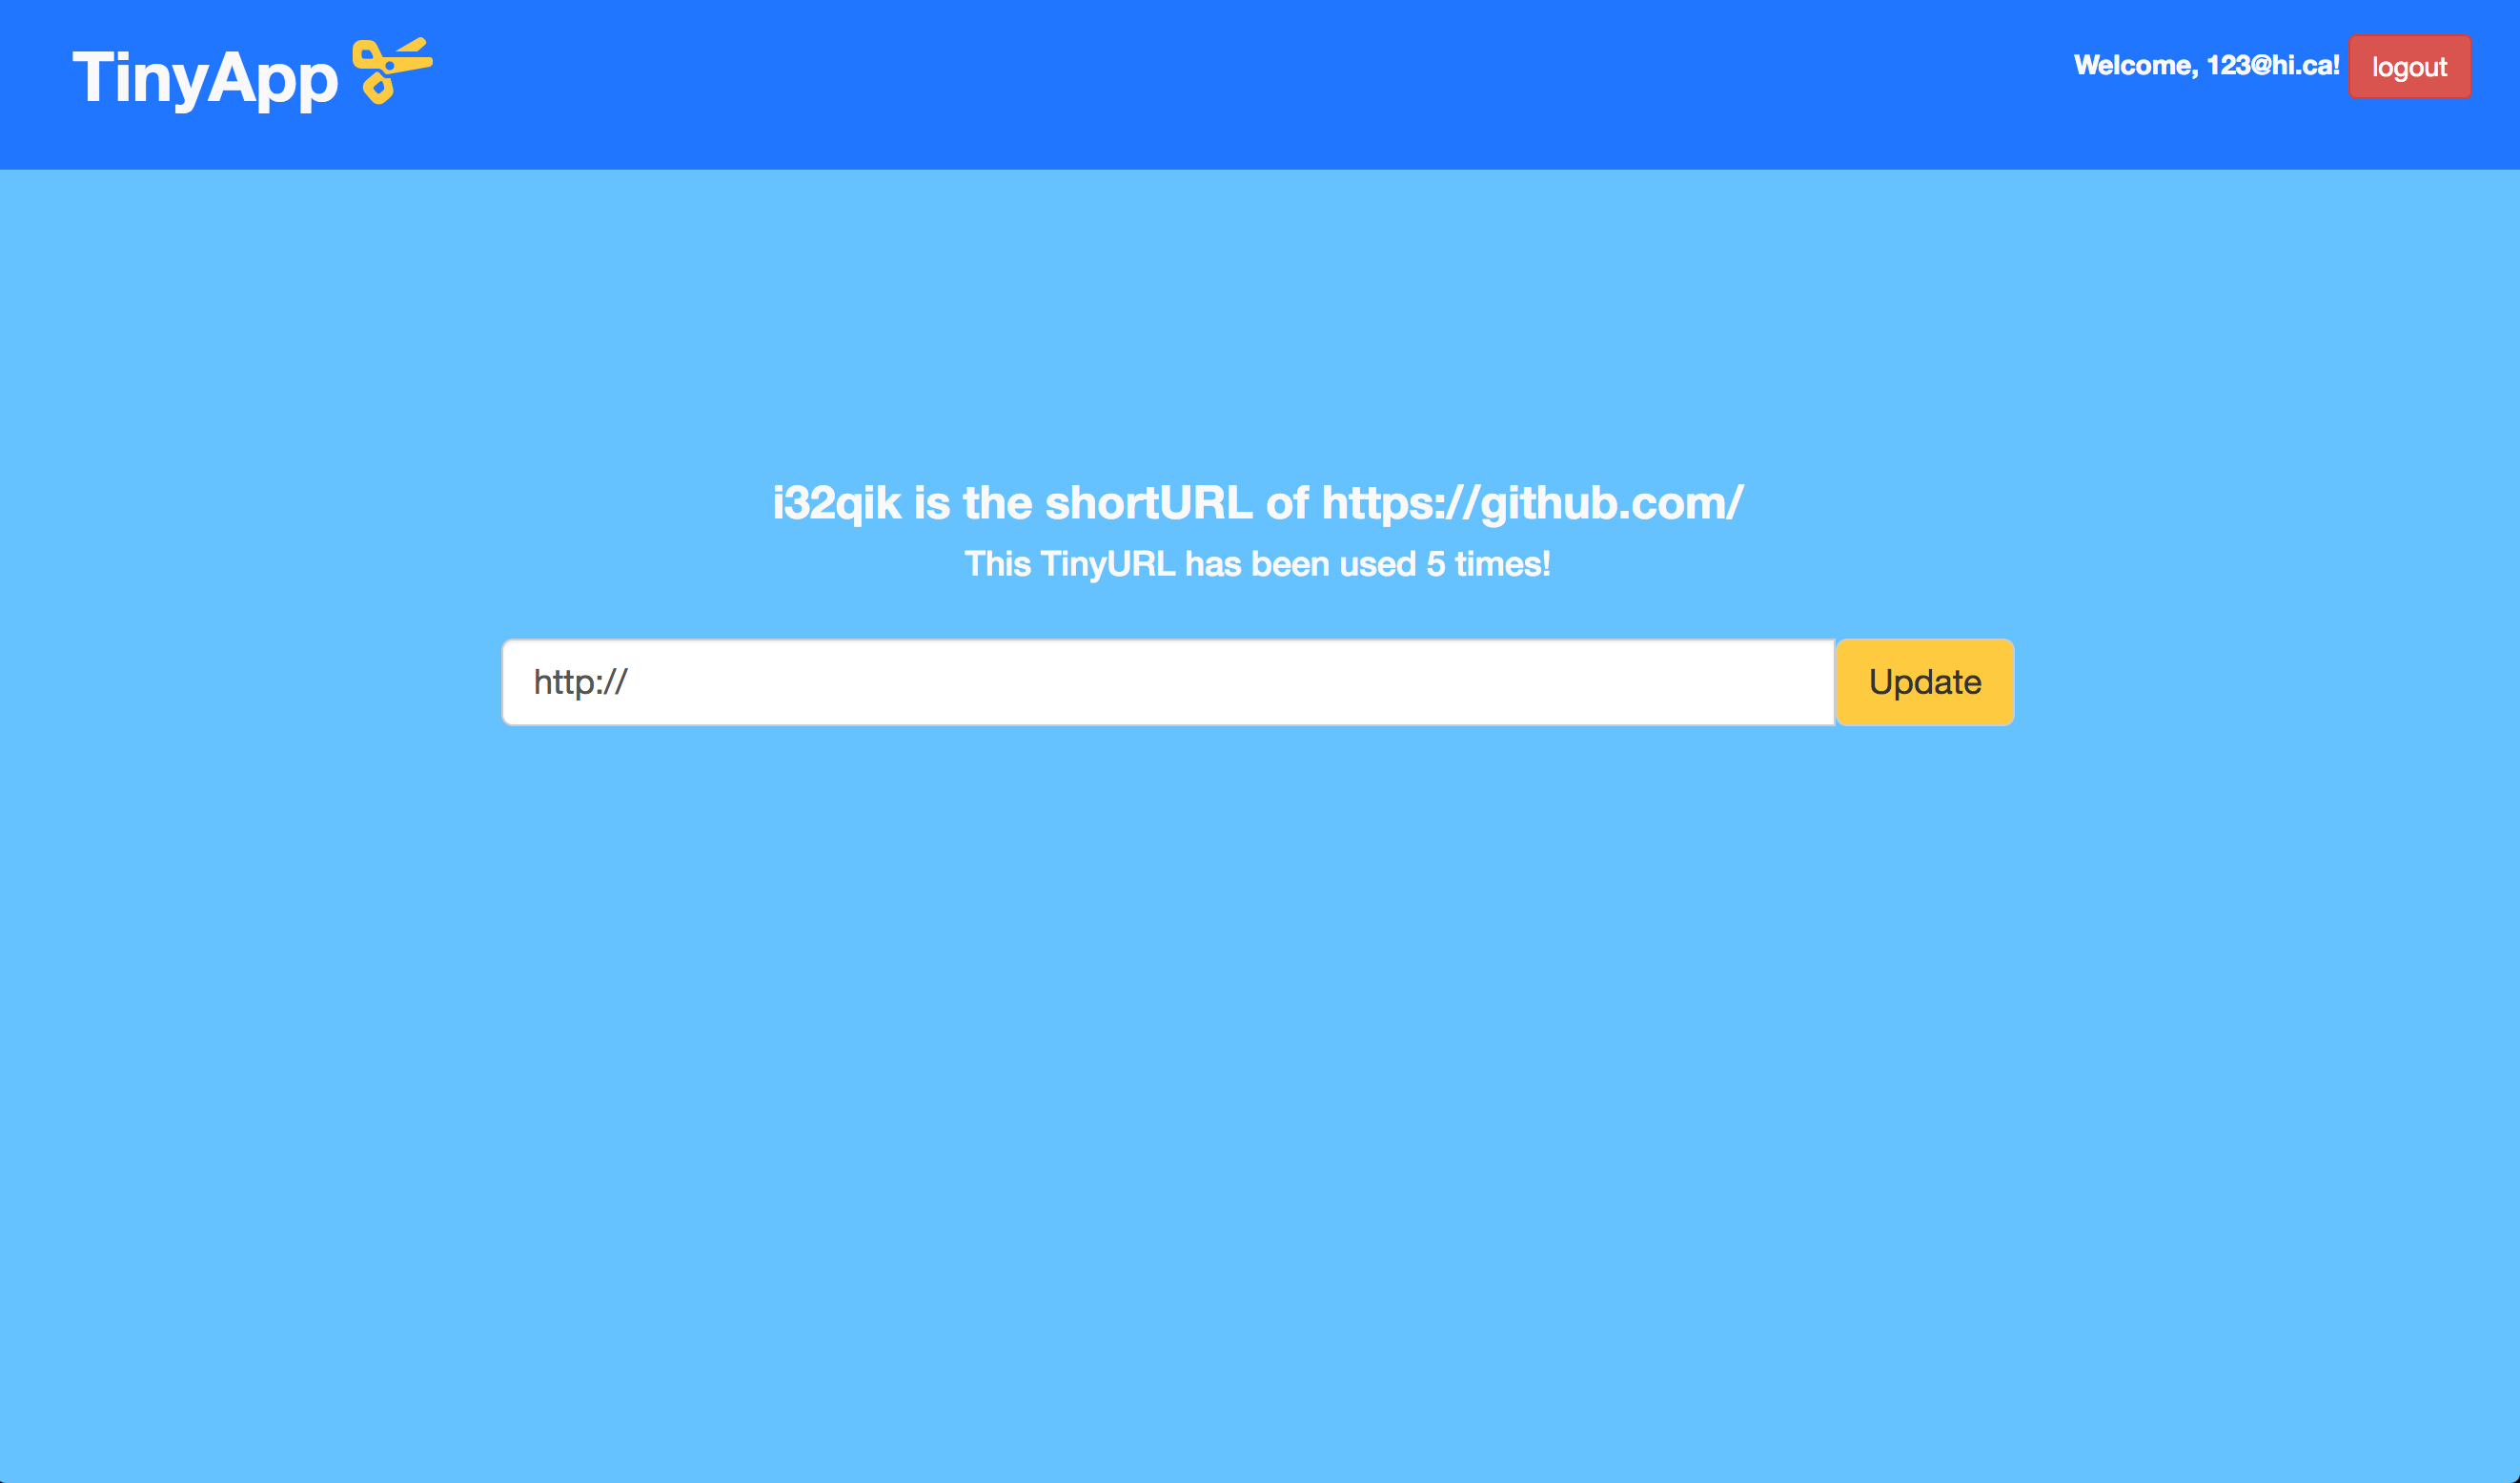 TinyApp
Welcome, 123@hi.ca! logout
i32qik is the shortURL of https://github.com/
This TinyURL has been used 5 times!
http:// Update